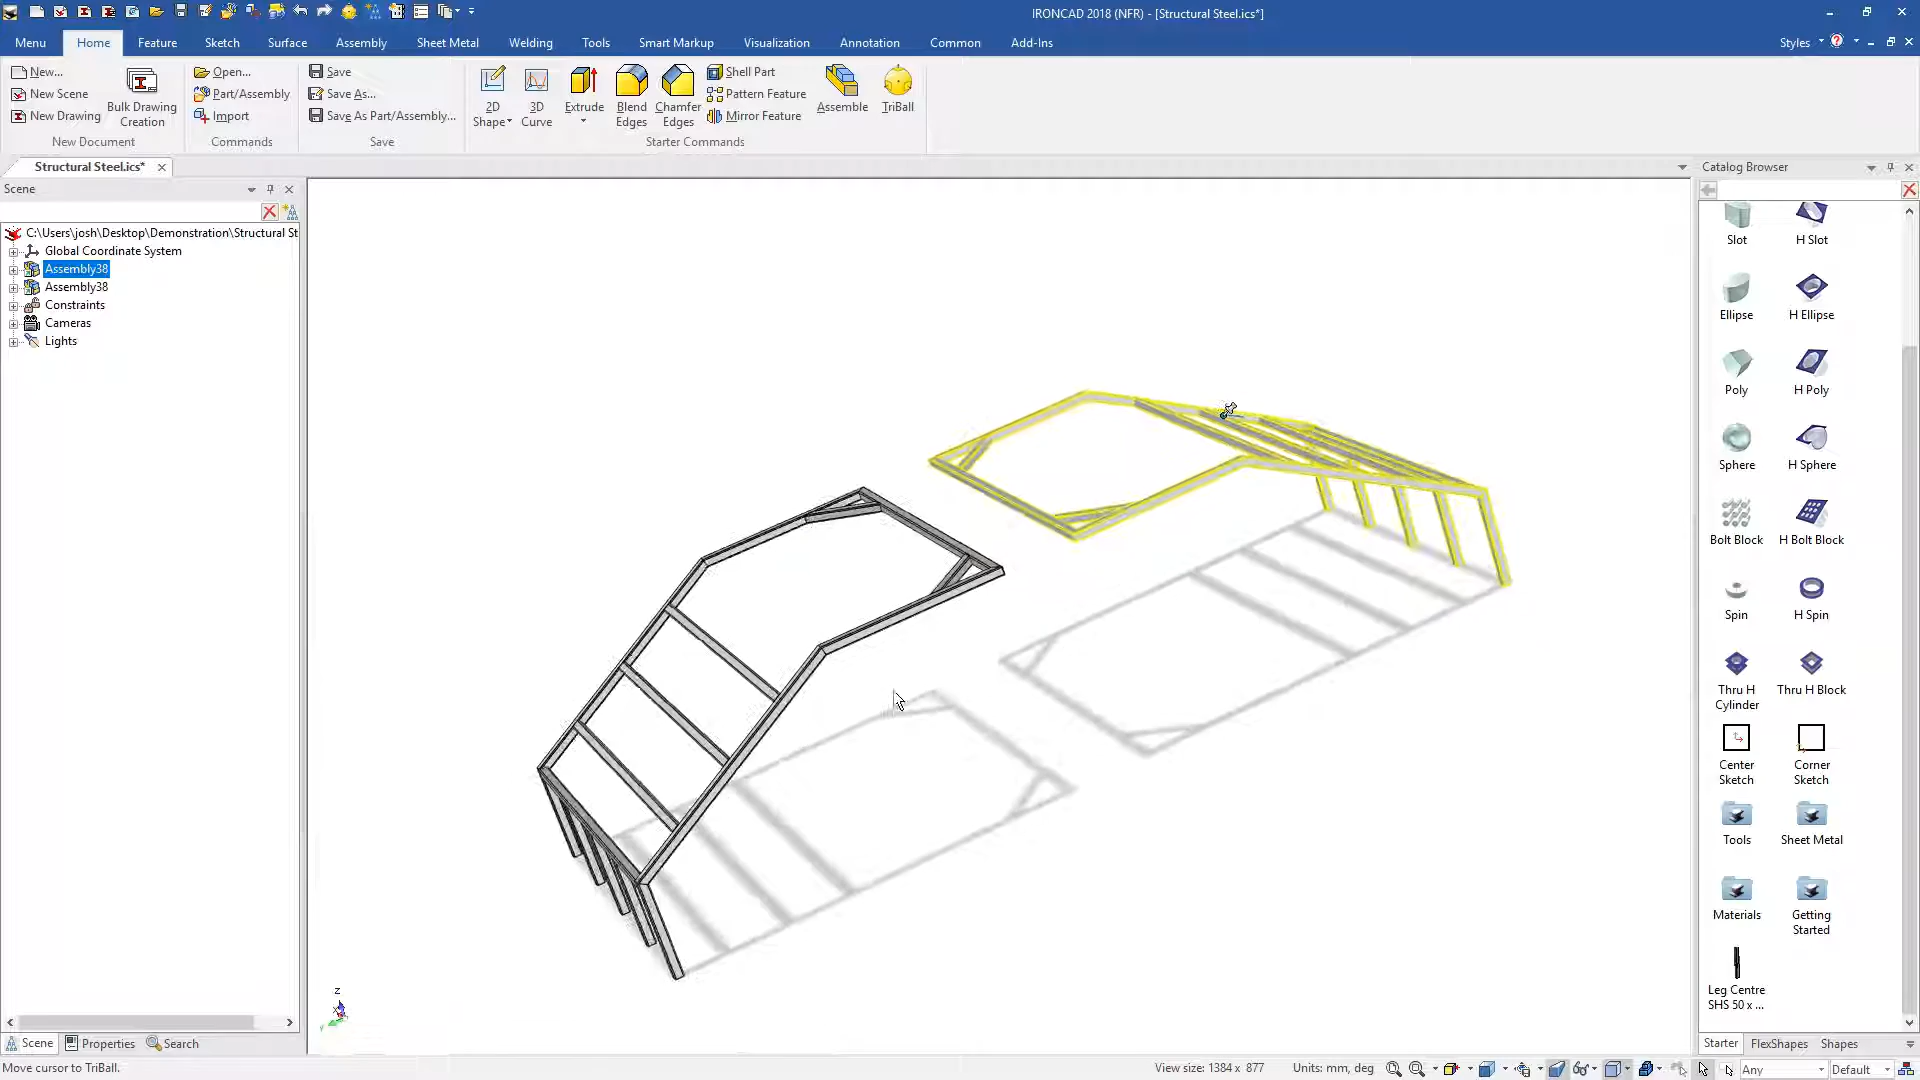 IRONCAD 2018 (NFR) - [Structural Steel.ics*]
Menu Home Feature Sketch Surface Assembly Sheet Metal Welding Tools Smart Markup Visualization Annotation Common Add-Ins Styles
New... Open... Save Shell Part
New Scene Part/Assembly Save As... Pattern Feature
New Drawing Import Save As Part/Assembly... Mirror Feature
Bulk Drawing Creation
2D Shape
3D Curve
Extrude
Blend Edges
Chamfer Edges
Assemble
TriBall
New Document Commands Save Starter Commands
Structural Steel.ics*
Catalog Browser
Scene
C:\Users\josh\Desktop\Demonstration\Structural St
Global Coordinate System
Assembly38
Assembly38
Constraints
Cameras
Lights
Slot H Slot
Ellipse H Ellipse
Poly H Poly
Sphere H Sphere
Bolt Block H Bolt Block
Spin H Spin
Thru H Cylinder
Thru H Block
Center Sketch
Corner Sketch
Tools Sheet Metal
Materials
Getting Started
Leg Centre SHS 50 x ...
Z
Scene Properties Search
Starter FlexShapes Shapes
Move cursor to TriBall.
View size: 1384 x 877 Units: mm, deg
Any Default